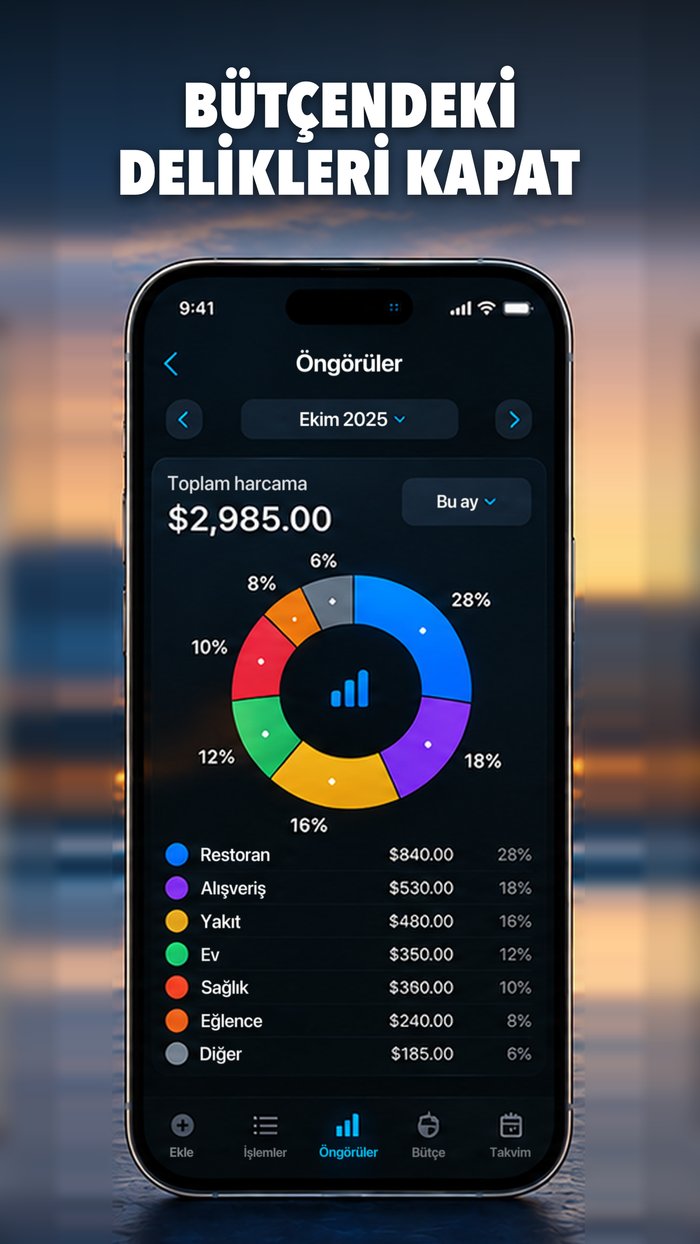 BÜTÇENDEKİ
DELİKLERİ KAPAT
9:41
Öngörüler
Ekim 2025
Toplam harcama
$2,985.00
Bu ay
6%
8%
28%
10%
12%
18%
16%
Restoran $840.00 28%
Alışveriş $530.00 18%
Yakıt $480.00 16%
Ev $350.00 12%
Sağlık $360.00 10%
Eğlence $240.00 8%
Diğer $185.00 6%
Ekle İşlemler Öngörüler Bütçe Takvim